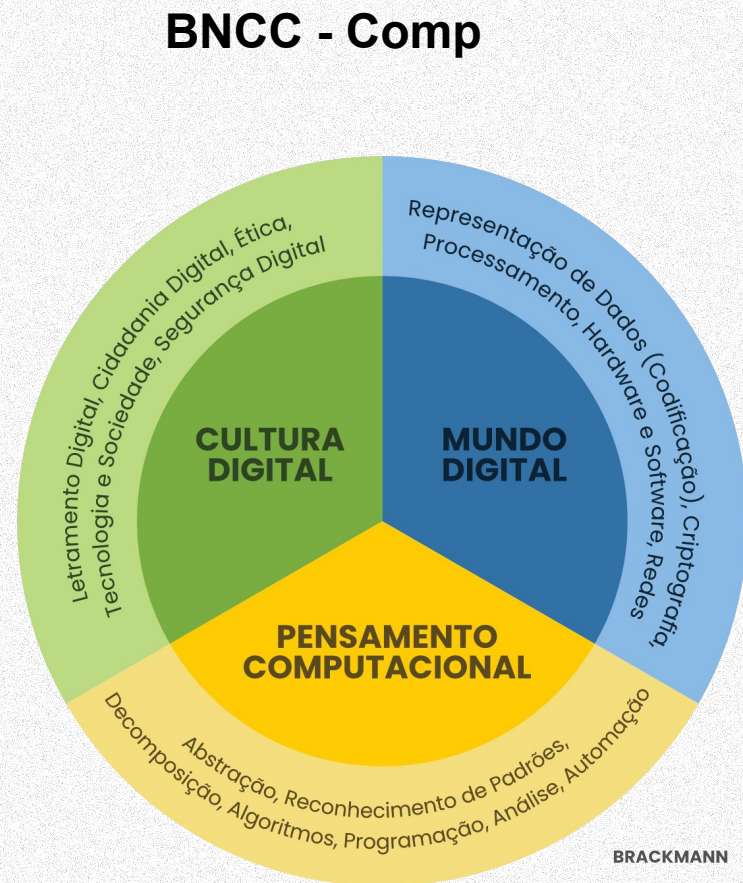 BNCC - Comp
Letramento Digital, Cidadania Digital, Ética,
Tecnologia e Sociedade, Segurança Digital
CULTURA
DIGITAL
Representação de Dados (Codificação), Criptografia,
Processamento, Hardware e Software, Redes
MUNDO
DIGITAL
PENSAMENTO
COMPUTACIONAL
Abstração, Reconhecimento de Padrões,
Decomposição, Algoritmos, Programação, Análise, Automação
BRACKMANN